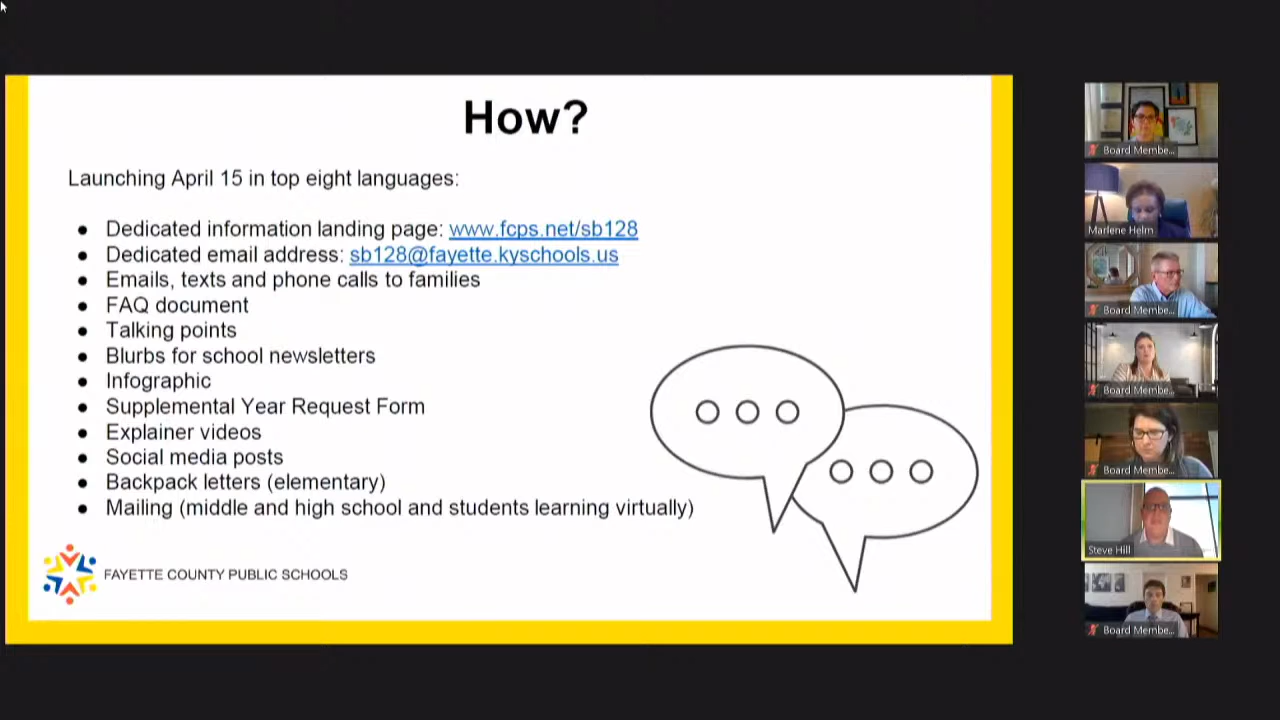 How?
Launching April 15 in top eight languages:
● Dedicated information landing page: www.fcps.net/sb128
● Dedicated email address: sb128@fayette.kyschools.us
● Emails, texts and phone calls to families
● FAQ document
● Talking points
● Blurbs for school newsletters
● Infographic
● Supplemental Year Request Form
● Explainer videos
● Social media posts
● Backpack letters (elementary)
● Mailing (middle and high school and students learning virtually)
FAYETTE COUNTY PUBLIC SCHOOLS
Board Membe...
Marlene Helm
Board Membe...
Board Membe...
Board Membe...
Steve Hill
Board Membe...